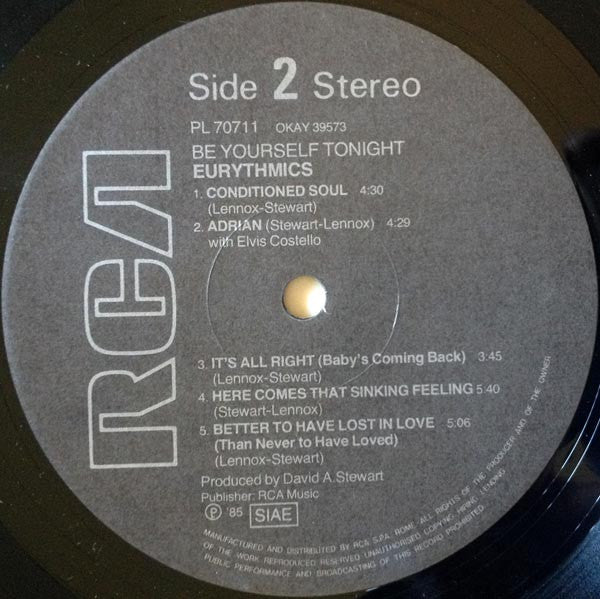 Side 2 Stereo
PL 70711 OKAY 39573
BE YOURSELF TONIGHT
EURYTHMICS
1. CONDITIONED SOUL 4:30
(Lennox-Stewart)
2. ADRIAN (Stewart-Lennox) 4:29
with Elvis Costello
RCA
3. IT'S ALL RIGHT (Baby's Coming Back) 3:45
(Lennox-Stewart)
4. HERE COMES THAT SINKING FEELING 5:40
(Stewart-Lennox)
5. BETTER TO HAVE LOST IN LOVE 5:06
(Than Never to Have Loved)
(Lennox-Stewart)
Produced by David A.Stewart
Publisher: RCA Music
Ⓟ '85 SIAE
MANUFACTURED AND DISTRIBUTED BY RCA S.P.A. ROME. ALL RIGHTS OF THE PRODUCER AND OF THE OWNER
OF THE WORK REPRODUCED RESERVED UNAUTHORISED COPYING, HIRING, LENDING,
PUBLIC PERFORMANCE AND BROADCASTING OF THIS RECORD PROHIBITED.